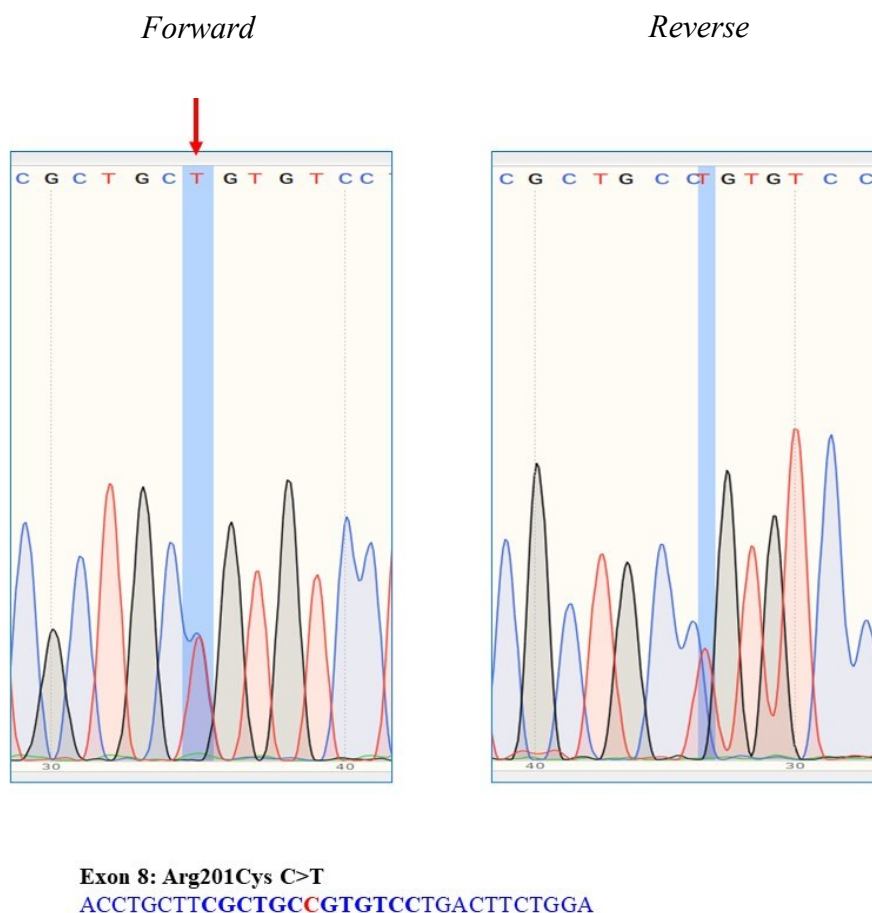 Forward Reverse
C G C T G C T G T G T C C C G C T G C C T G T G T C C
30 40 40 30
Exon 8: Arg201Cys C>T
ACCTGCTTCGCTGCCGTGTCCTGACTTCTGGA